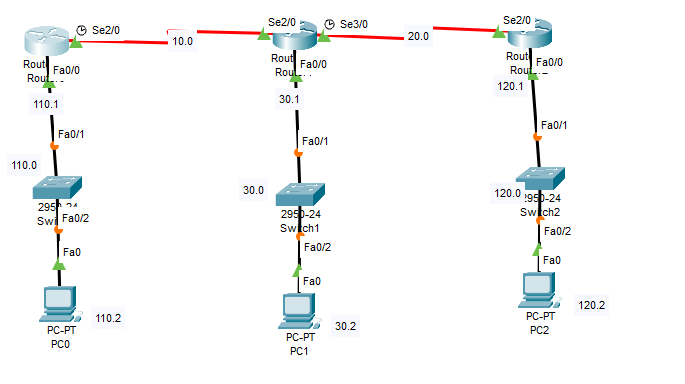 Se2/0
10.0
Se2/0
Se3/0
20.0
Se2/0
Fa0/0
Fa0/0
Fa0/0
110.1
30.1
120.1
Fa0/1
Fa0/1
Fa0/1
110.0
30.0
120.0
2950-24
Switch1
Switch2
Fa0/2
Fa0/2
Fa0/2
Fa0
Fa0
Fa0
PC-PT
PC0
110.2
PC-PT
PC1
30.2
PC-PT
PC2
120.2